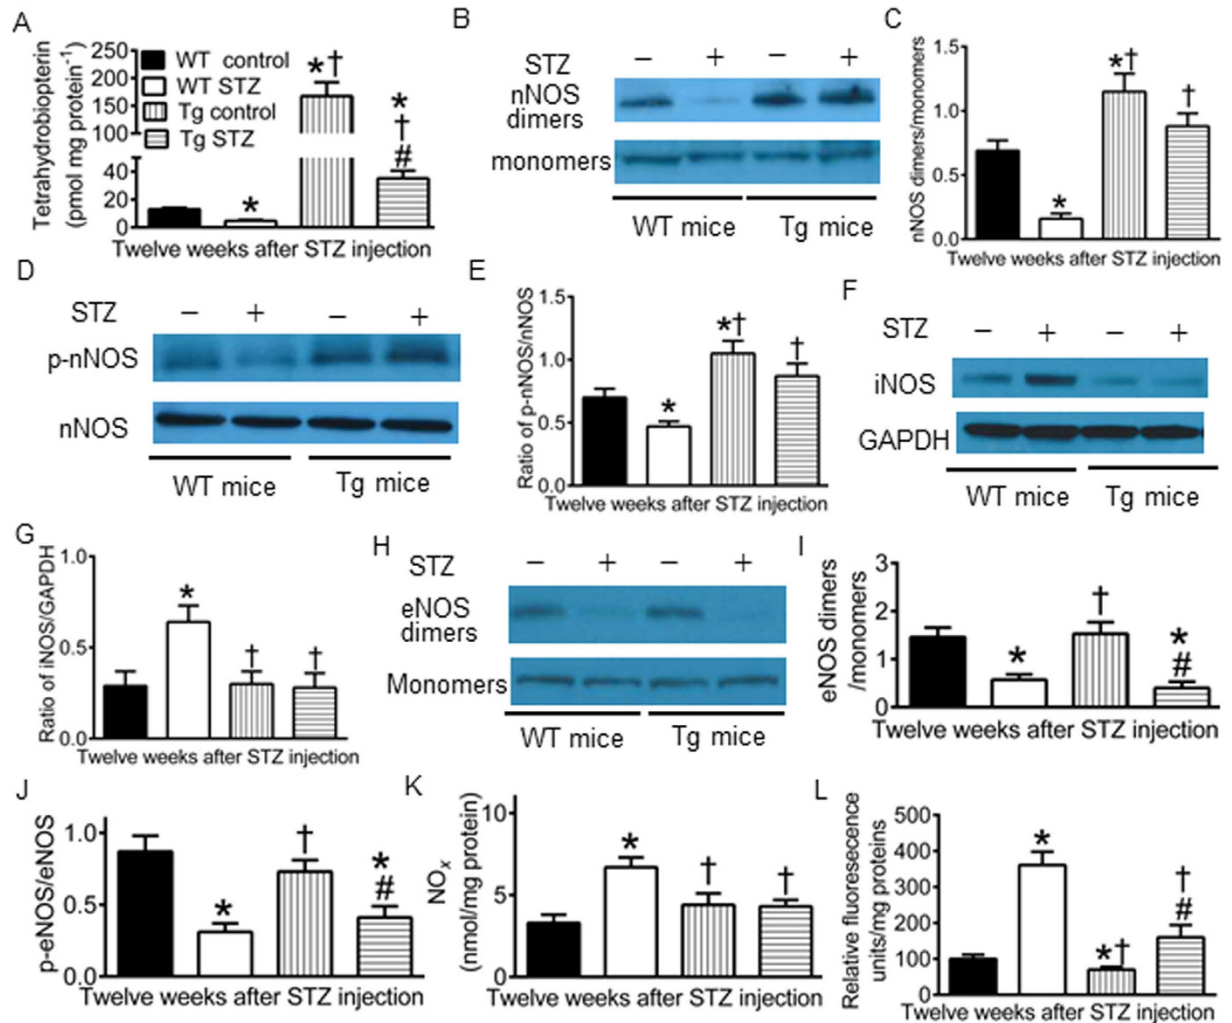 A
Tetrahydrobiopterin
(pmol mg protein⁻¹)
250
200
150
100
40
20
0
WT control
WT STZ
Tg control
Tg STZ
*
*†
*
†
#
Twelve weeks after STZ injection
B
STZ
− + − +
nNOS
dimers
monomers
WT mice Tg mice
C
nNOS dimers/monomers
1.5
1.0
0.5
0.0
*
*†
†
Twelve weeks after STZ injection
D
STZ
− + − +
p-nNOS
nNOS
WT mice Tg mice
E
Ratio of p-nNOS/nNOS
1.5
1.0
0.5
0.0
*
*†
†
Twelve weeks after STZ injection
F
STZ
− + − +
iNOS
GAPDH
WT mice Tg mice
G
Ratio of iNOS/GAPDH
1.0
0.5
0.0
*
†
†
Twelve weeks after STZ injection
H
STZ
− + − +
eNOS
dimers
Monomers
WT mice Tg mice
I
eNOS dimers
/monomers
3
2
1
0
*
†
*
#
Twelve weeks after STZ injection
J
p-eNOS/eNOS
1.0
0.5
0.0
*
†
*
#
Twelve weeks after STZ injection
K
NOx
(nmol/mg protein)
10
5
0
*
†
†
Twelve weeks after STZ injection
L
Relative fluoresecence
units/mg proteins
500
400
300
200
100
0
*
*†
†
#
Twelve weeks after STZ injection